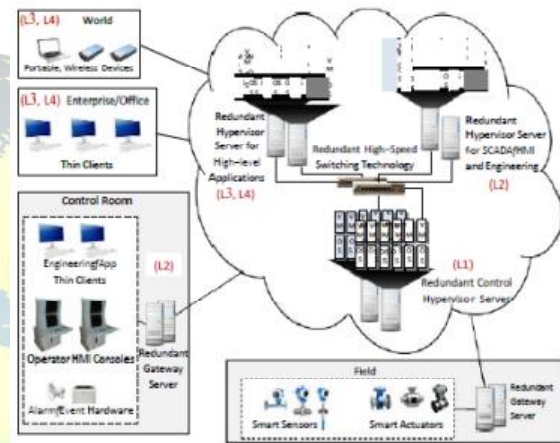 (L3, L4) World
Portable, Wireless Devices
(L3, L4) Enterprise/Office
Thin Clients
Control Room
Engineering/App
Thin Clients
(L2)
Operator HMI Consoles
Redundant
Gateway
Server
Alarm/Event Hardware
Redundant
Hypervisor
Server for
High-level
Applications
(L3, L4)
Redundant High-Speed
Switching Technology
Redundant
Hypervisor Server
for SCADA/HMI
and Engineering
(L2)
(L1)
Redundant Control
Hypervisor Server
Field
Smart Sensors
Smart Actuators
Redundant
Gateway
Server